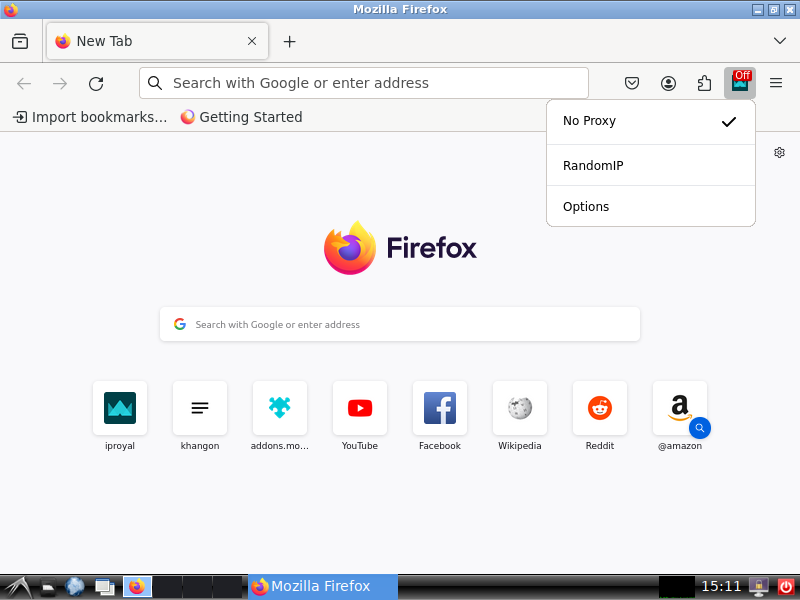 Mozilla Firefox
New Tab
Search with Google or enter address
Off
Import bookmarks...
Getting Started
No Proxy
RandomIP
Options
Firefox
Search with Google or enter address
iproyal
khangon
addons.mo...
YouTube
Facebook
Wikipedia
Reddit
@amazon
Mozilla Firefox
15:11